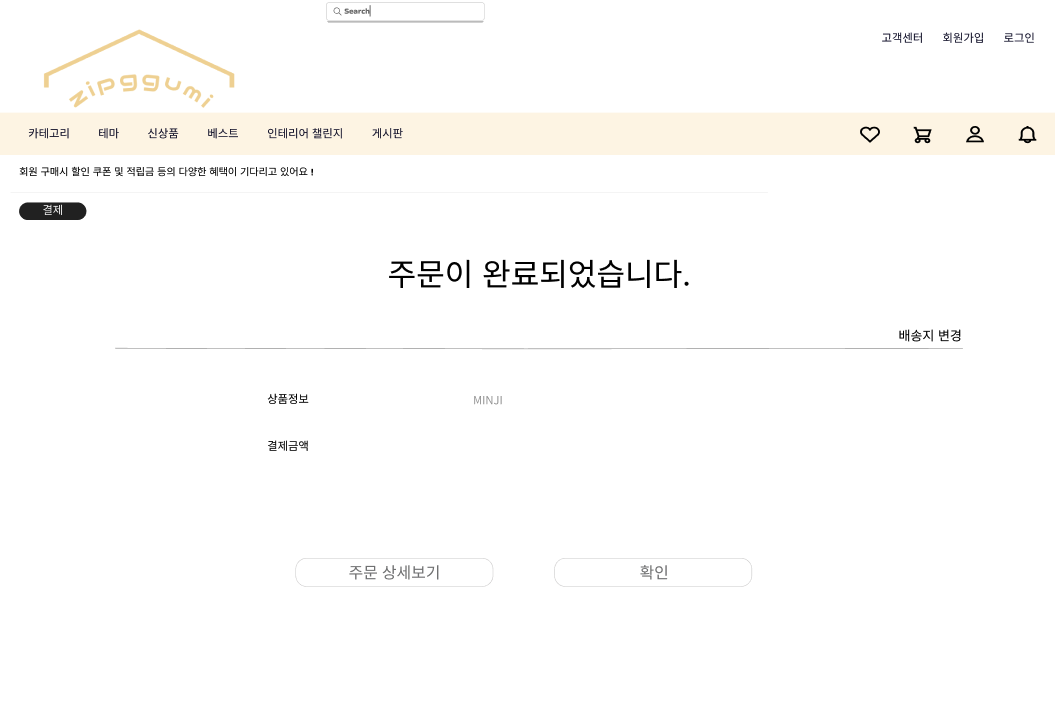 Search
고객센터 회원가입 로그인
zipggumi
카테고리 테마 신상품 베스트 인테리어 챌린지 게시판
회원 구매시 할인 쿠폰 및 적립금 등의 다양한 혜택이 기다리고 있어요 !
결제
주문이 완료되었습니다.
배송지 변경
상품정보 MINJI
결제금액
주문 상세보기 확인